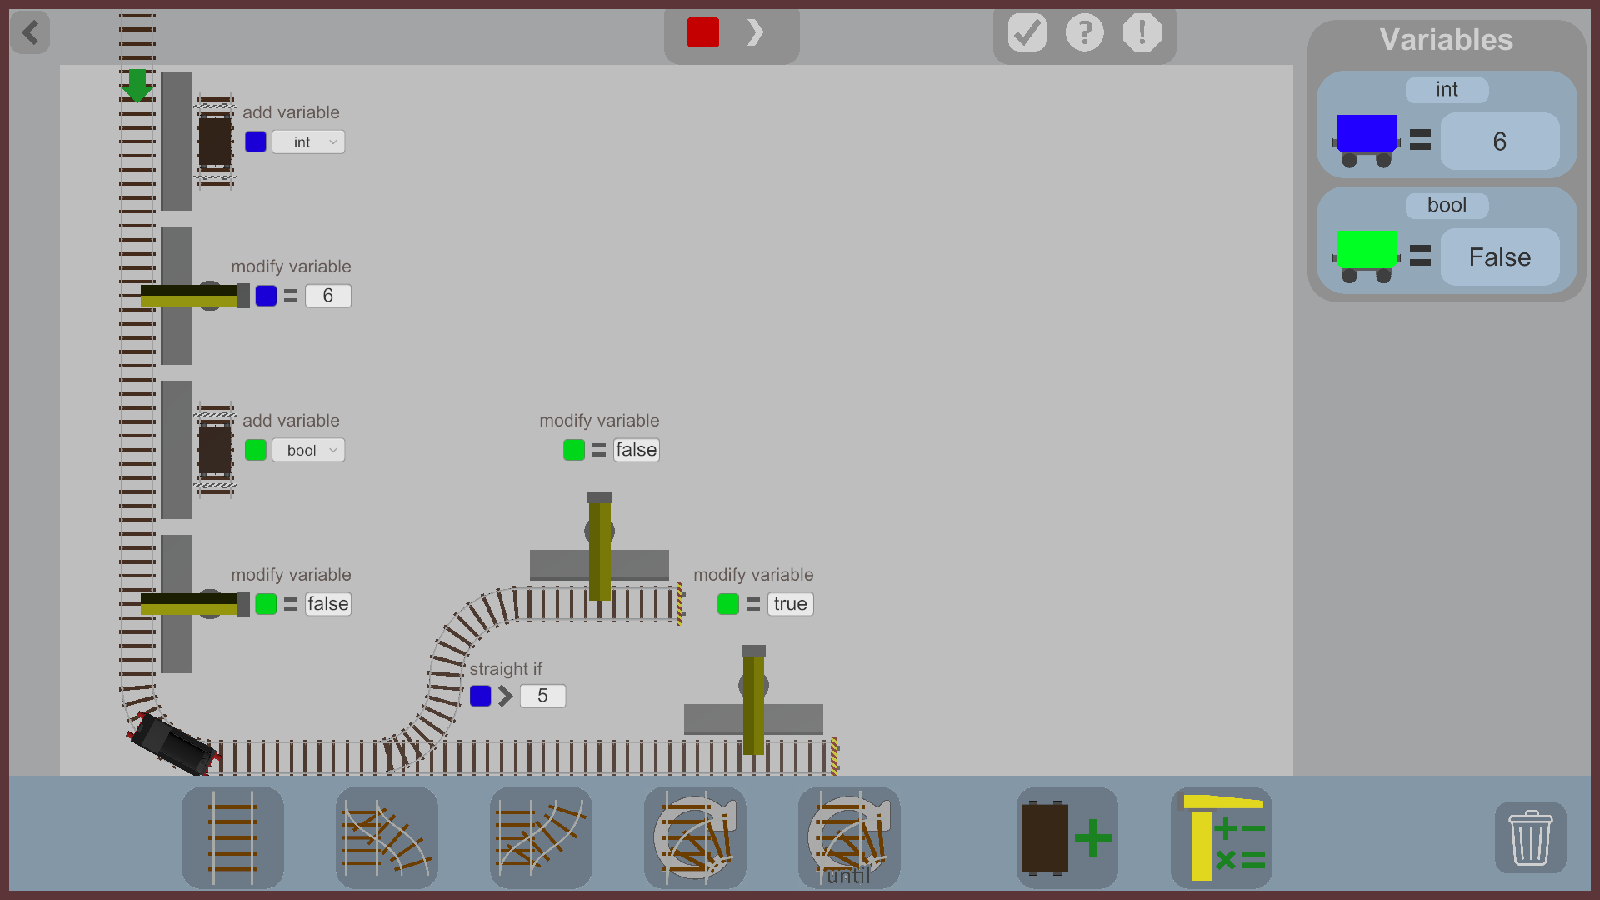 Variables
int
6
bool
False
add variable
int
modify variable
= 6
add variable
bool
modify variable
= false
modify variable
= false
modify variable
= true
straight if
> 5
until